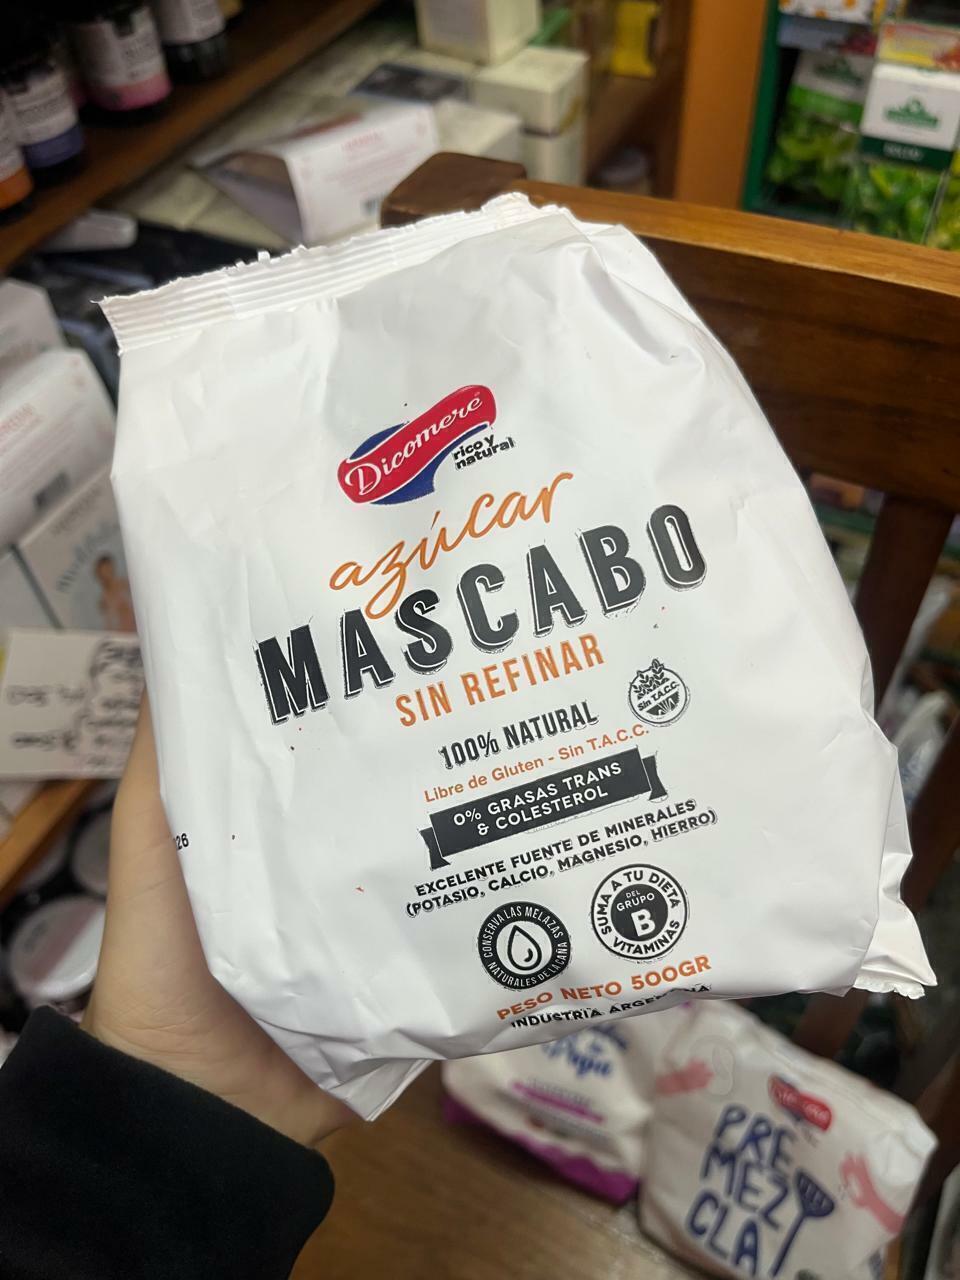 Dicomere
rico y
natural
azúcar
MASCABO
SIN REFINAR
Sin T.A.C.C.
100% NATURAL
Libre de Gluten - Sin T.A.C.C.
0% GRASAS TRANS
& COLESTEROL
EXCELENTE FUENTE DE MINERALES
(POTASIO, CALCIO, MAGNESIO, HIERRO)
CONSERVA LAS MELAZAS
NATURALES DE LA CAÑA
SUMA A TU DIETA
DEL
GRUPO
B
VITAMINAS
PESO NETO 500GR
INDUSTRIA ARGENTINA
26
PRE
MEZ
CLA